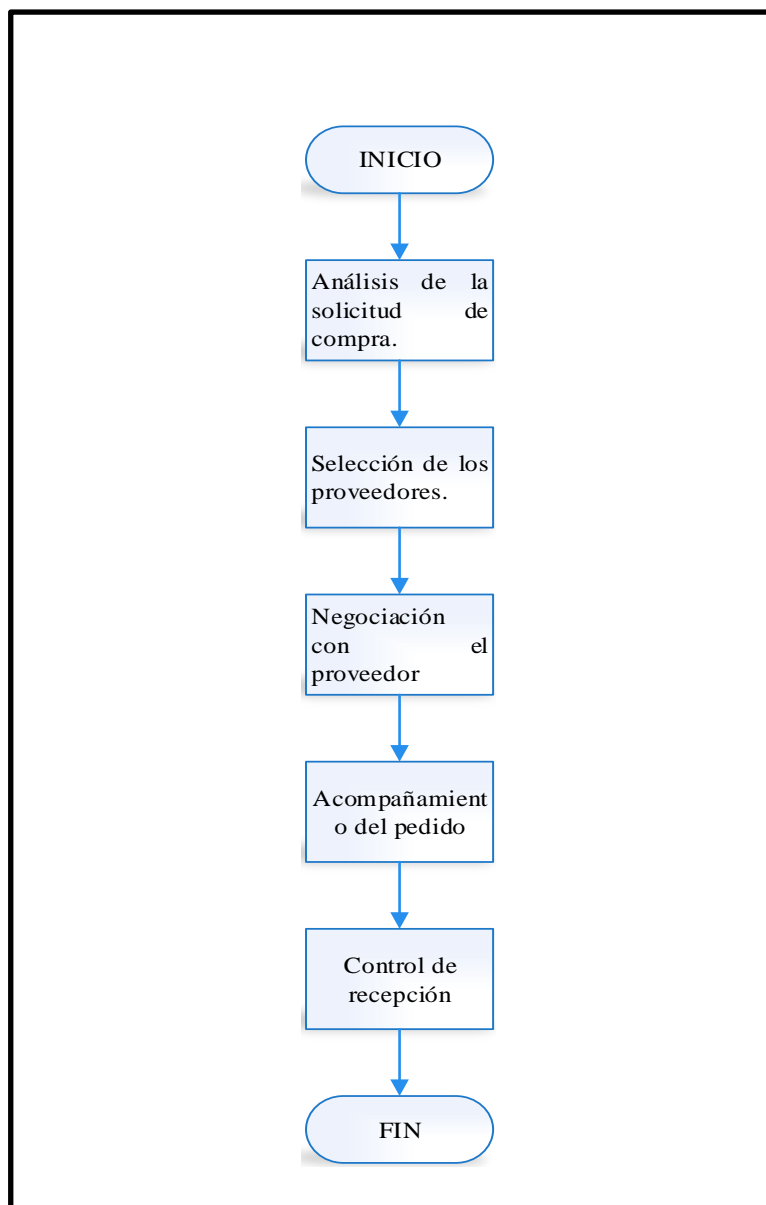 INICIO
Análisis de la
solicitud de
compra.
Selección de los
proveedores.
Negociación
con el
proveedor
Acompañamient
o del pedido
Control de
recepción
FIN